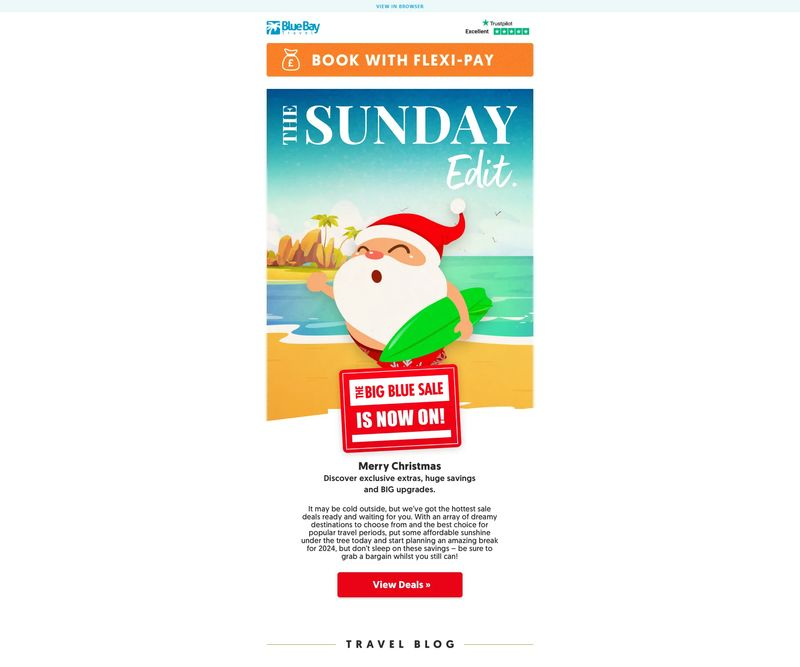 VIEW IN BROWSER
BlueBay
Travel
Trustpilot
Excellent
£ BOOK WITH FLEXI-PAY
THE SUNDAY
Edit.
THE BIG BLUE SALE
IS NOW ON!
Merry Christmas
Discover exclusive extras, huge savings
and BIG upgrades.
It may be cold outside, but we've got the hottest sale
deals ready and waiting for you. With an array of dreamy
destinations to choose from and the best choice for
popular travel periods, put some affordable sunshine
under the tree today and start planning an amazing break
for 2024, but don't sleep on these savings – be sure to
grab a bargain whilst you still can!
View Deals »
TRAVEL BLOG